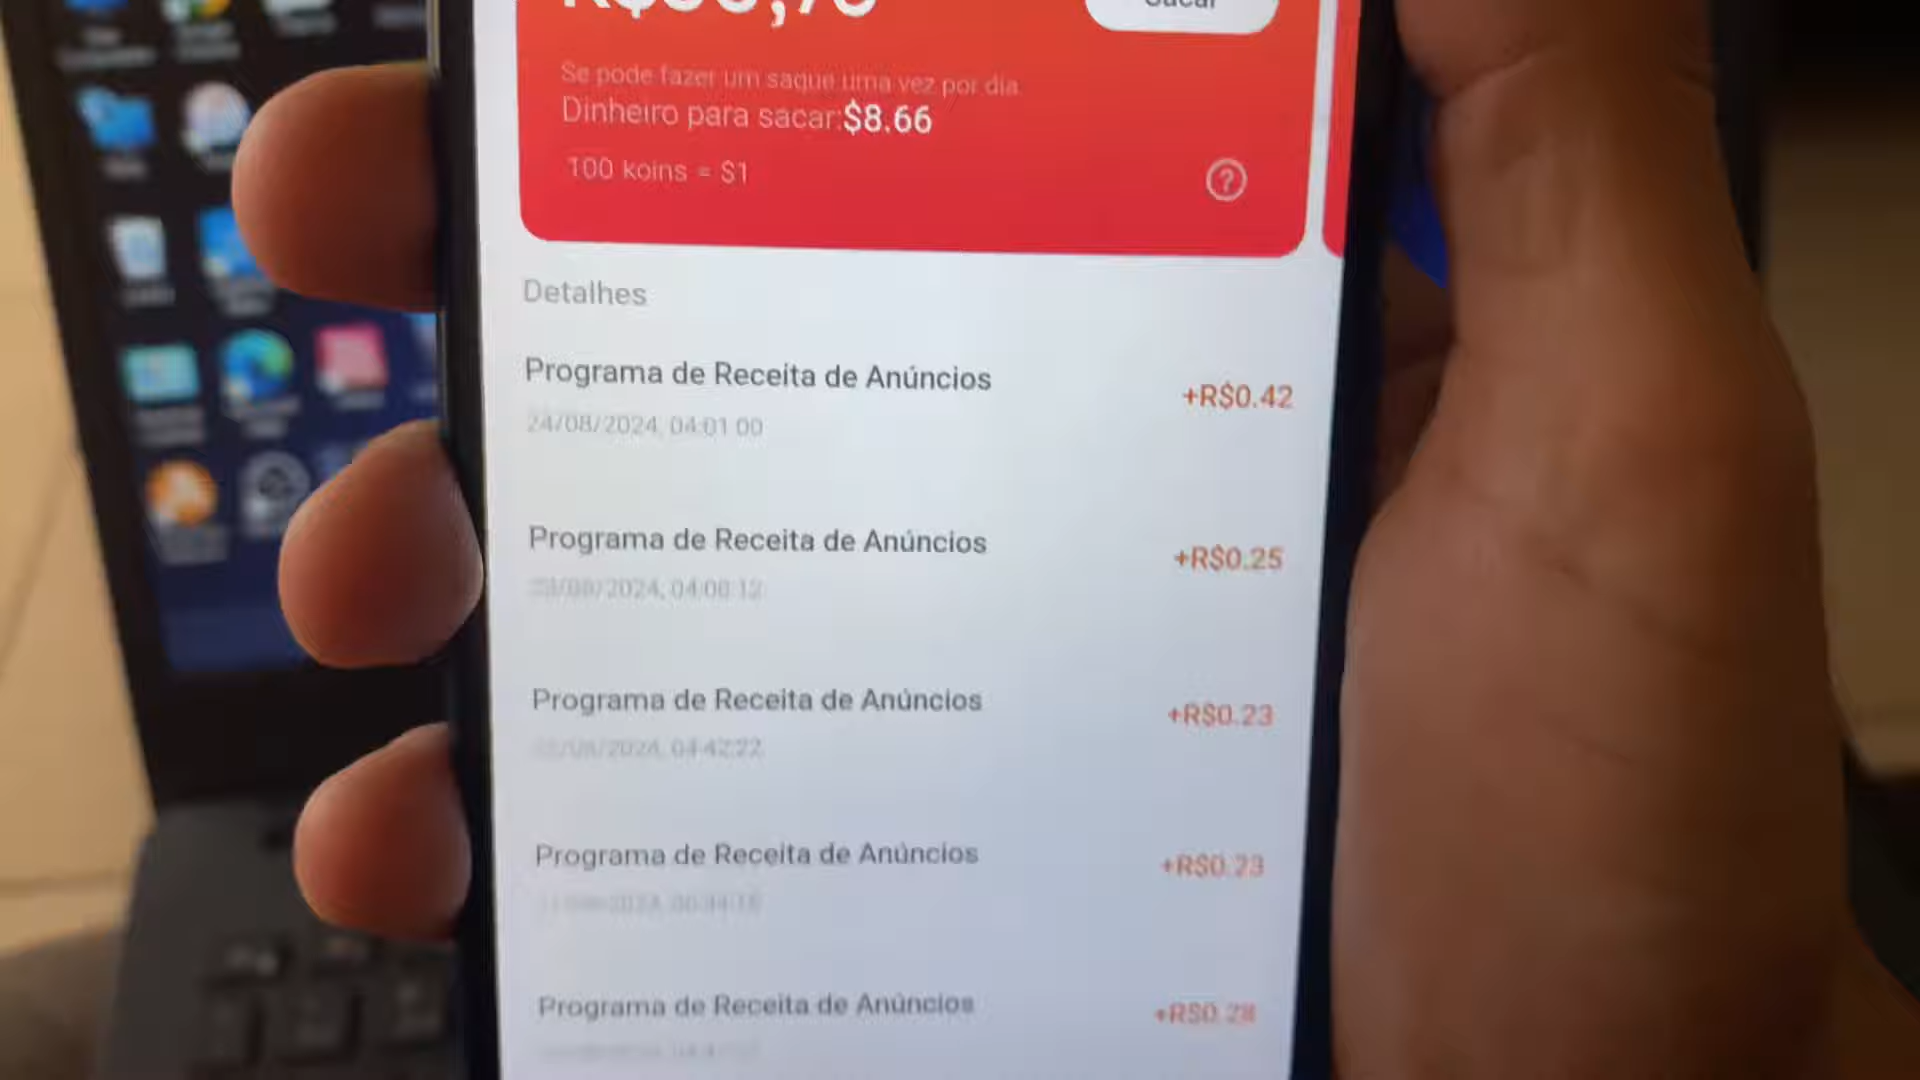 Sacar
Se pode fazer um saque uma vez por dia
Dinheiro para sacar:$8.66
100 koins = $1
?
Detalhes
Programa de Receita de Anúncios
+R$0.42
24/08/2024, 04:01:00
Programa de Receita de Anúncios
+R$0.25
Programa de Receita de Anúncios
+R$0.23
Programa de Receita de Anúncios
+R$0.23
Programa de Receita de Anúncios
+R$0.28